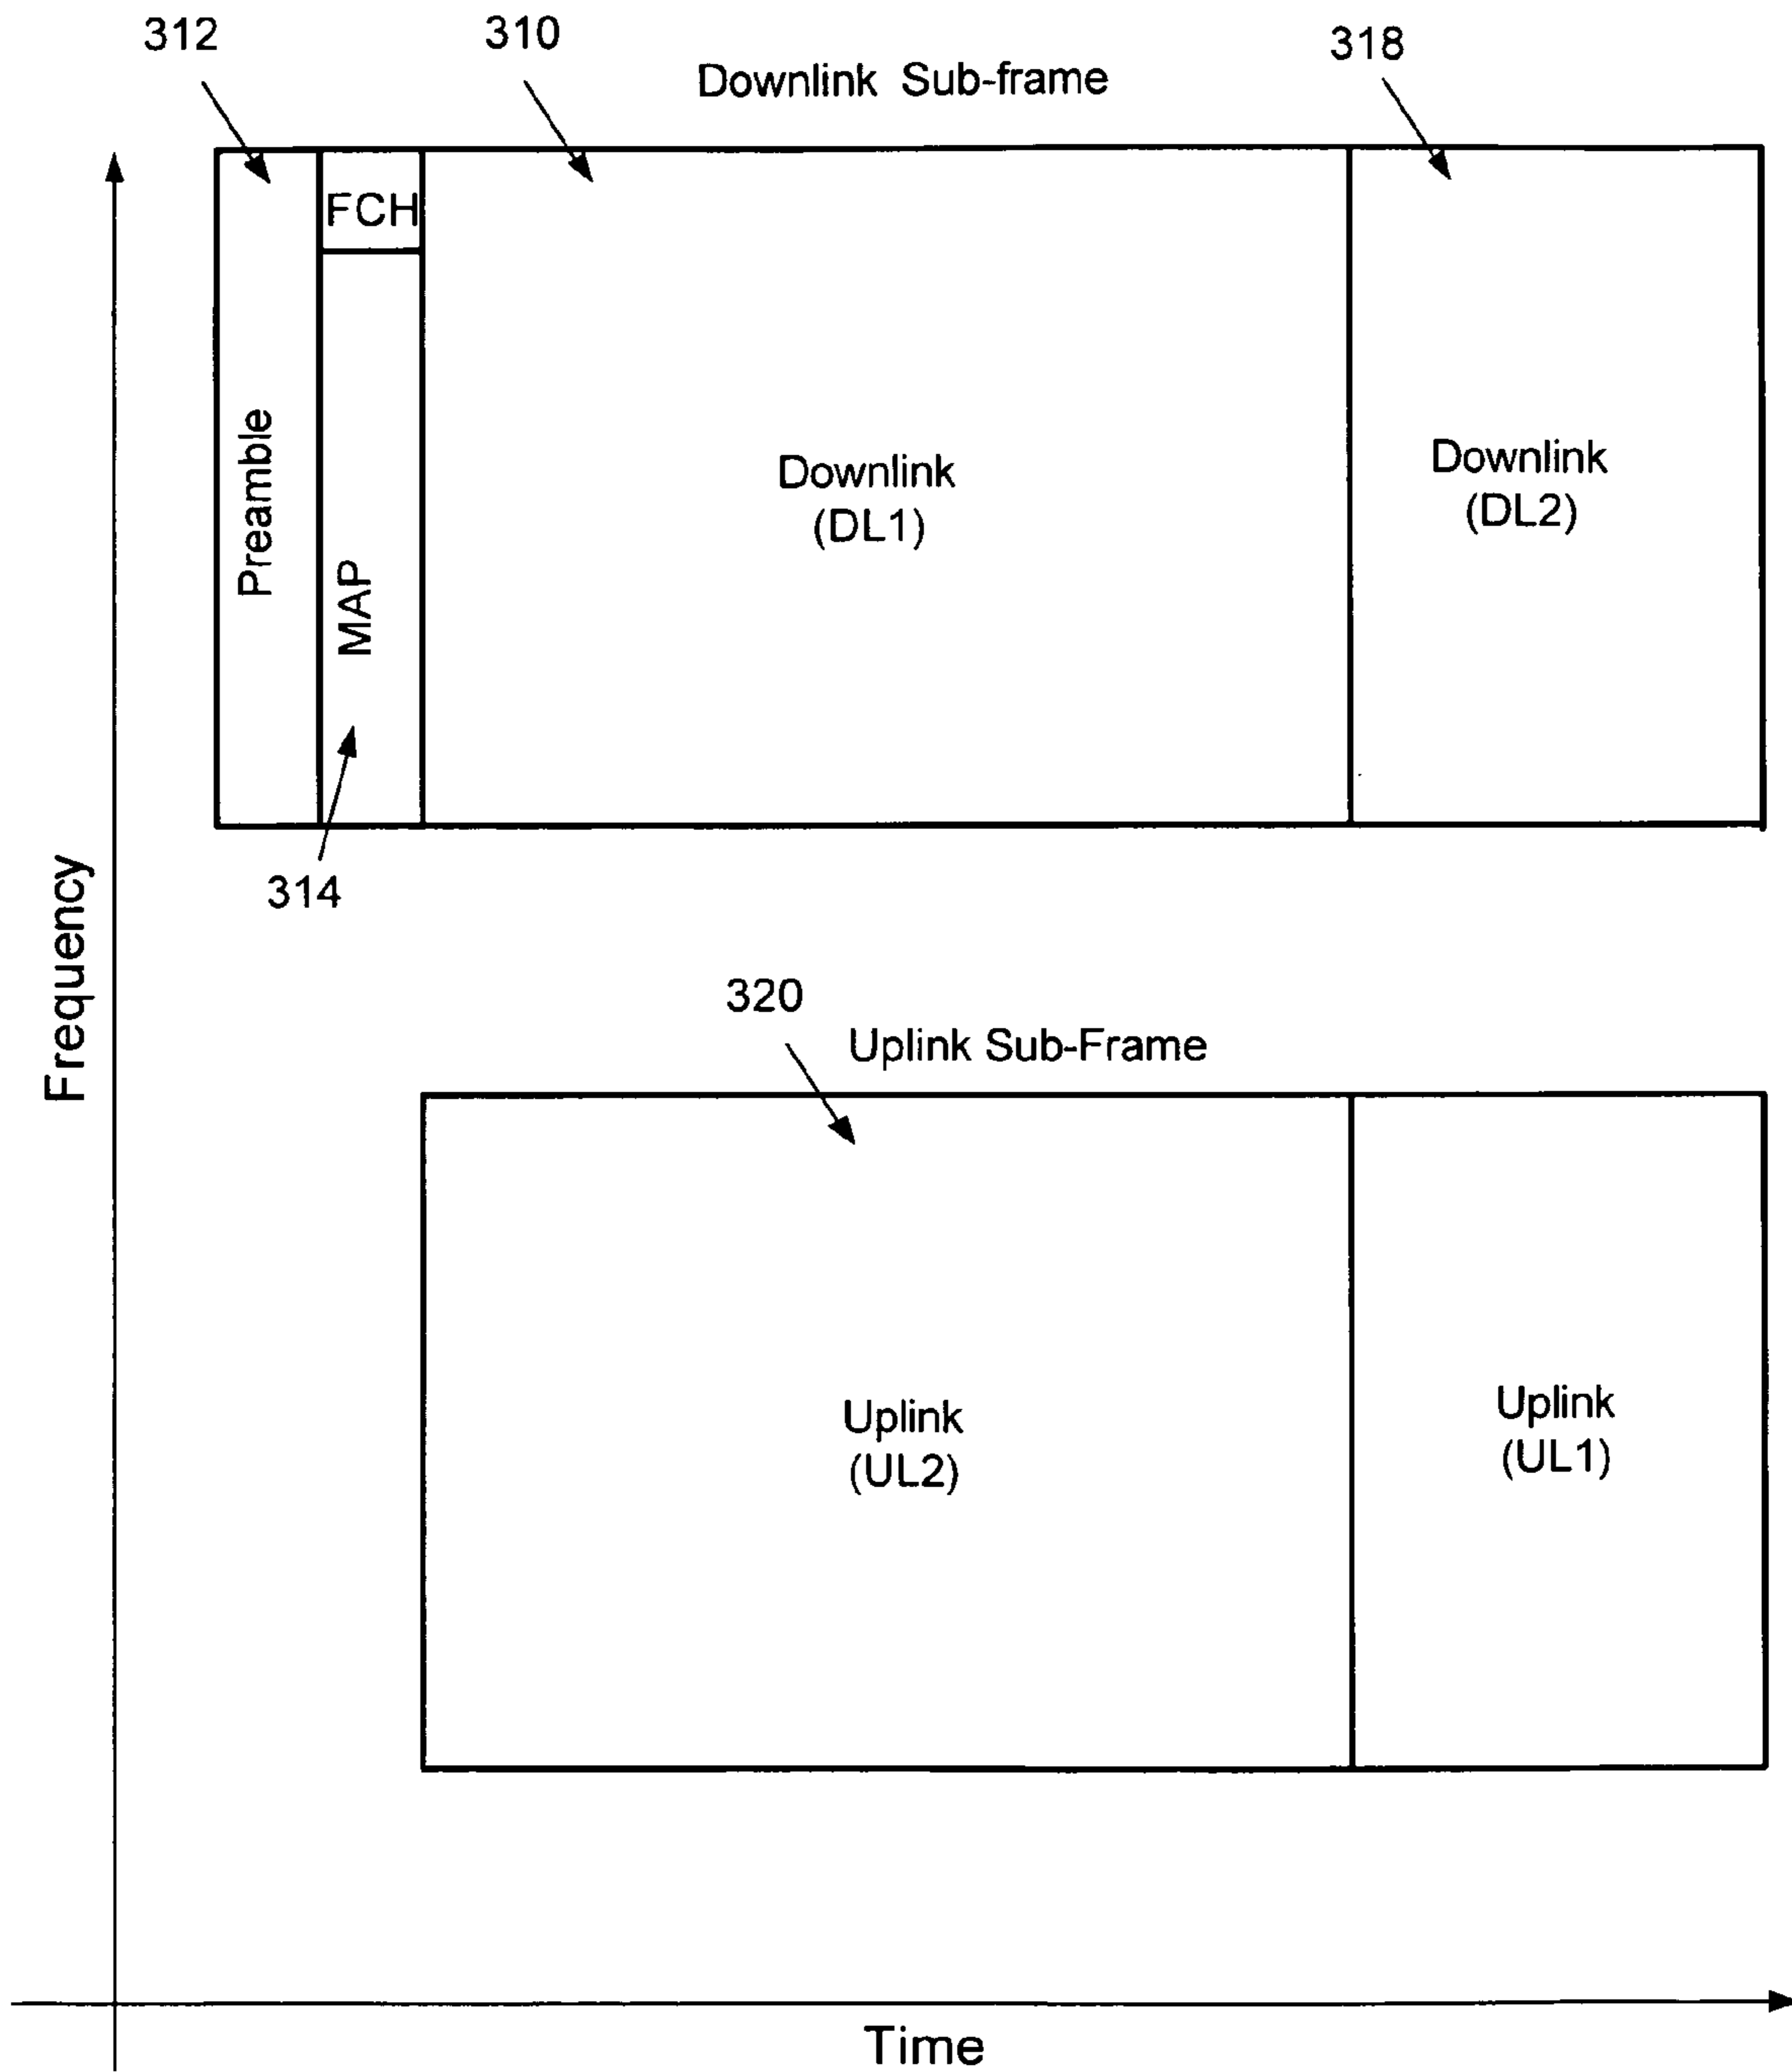 312
310
318
Downlink Sub-frame
FCH
Preamble
MAP
Downlink
(DL1)
Downlink
(DL2)
314
Frequency
320
Uplink Sub-Frame
Uplink
(UL2)
Uplink
(UL1)
Time